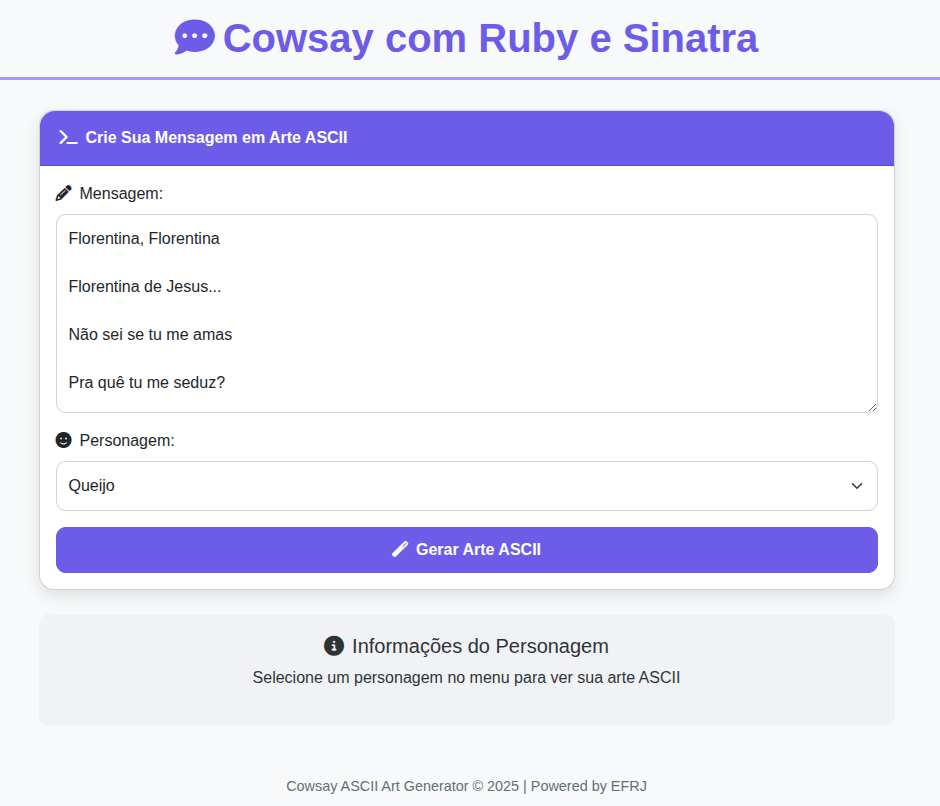 Cowsay com Ruby e Sinatra
Crie Sua Mensagem em Arte ASCII
Mensagem:
Florentina, Florentina
Florentina de Jesus...
Não sei se tu me amas
Pra quê tu me seduz?
Personagem:
Queijo
Gerar Arte ASCII
Informações do Personagem
Selecione um personagem no menu para ver sua arte ASCII
Cowsay ASCII Art Generator © 2025 | Powered by EFRJ